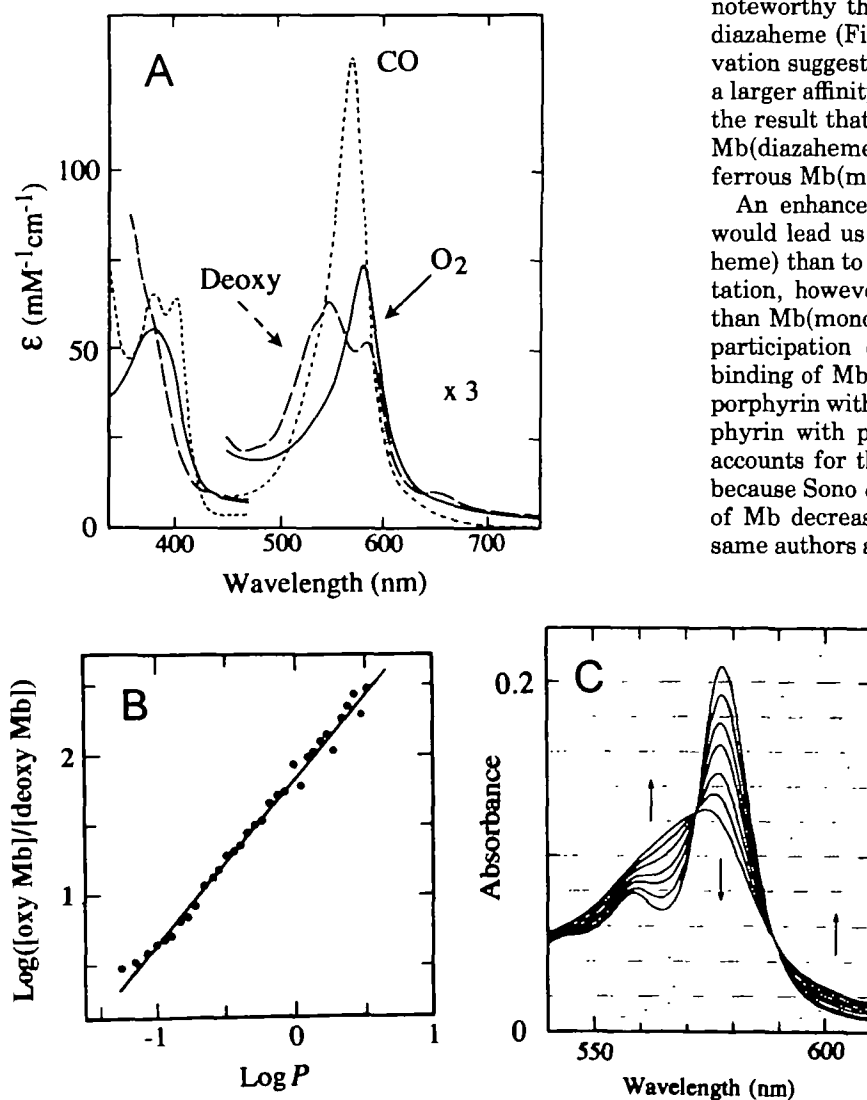 A
CO
O₂
Deoxy
x 3
100
50
0
400
500
600
700
ε (mM⁻¹cm⁻¹)
Wavelength (nm)
noteworthy th
diazaheme (Fi
vation suggest
a larger affinit
the result that
Mb(diazaheme
ferrous Mb(m
An enhance
would lead us
heme) than to
tation, howev
than Mb(mono
participation
binding of Mb
porphyrin with
phyrin with p
accounts for th
because Sono
of Mb decreas
same authors a
B
Log([oxy Mb]/[deoxy Mb])
2
1
-1
0
1
Log P
C
0.2
0
Absorbance
550
600
Wavelength (nm)